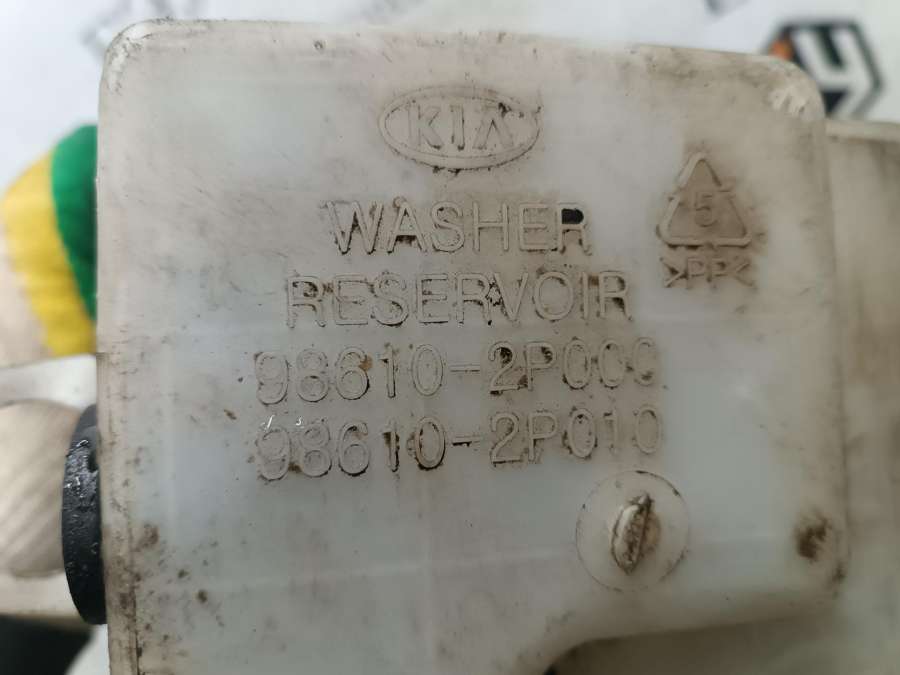 KIA
WASHER
RESERVOIR
98610-2P000
98610-2P010
5
>PP<